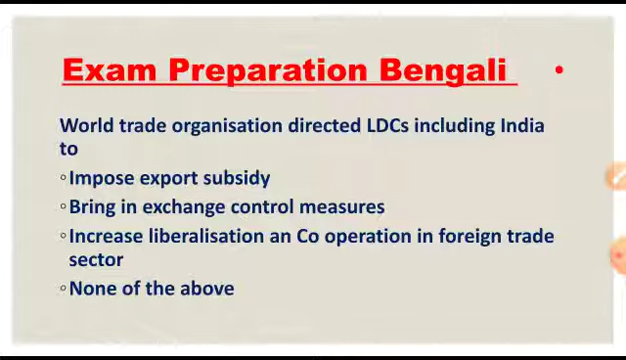 Exam Preparation Bengali •
World trade organisation directed LDCs including India
to
◦Impose export subsidy
◦Bring in exchange control measures
◦Increase liberalisation an Co operation in foreign trade
sector
◦None of the above